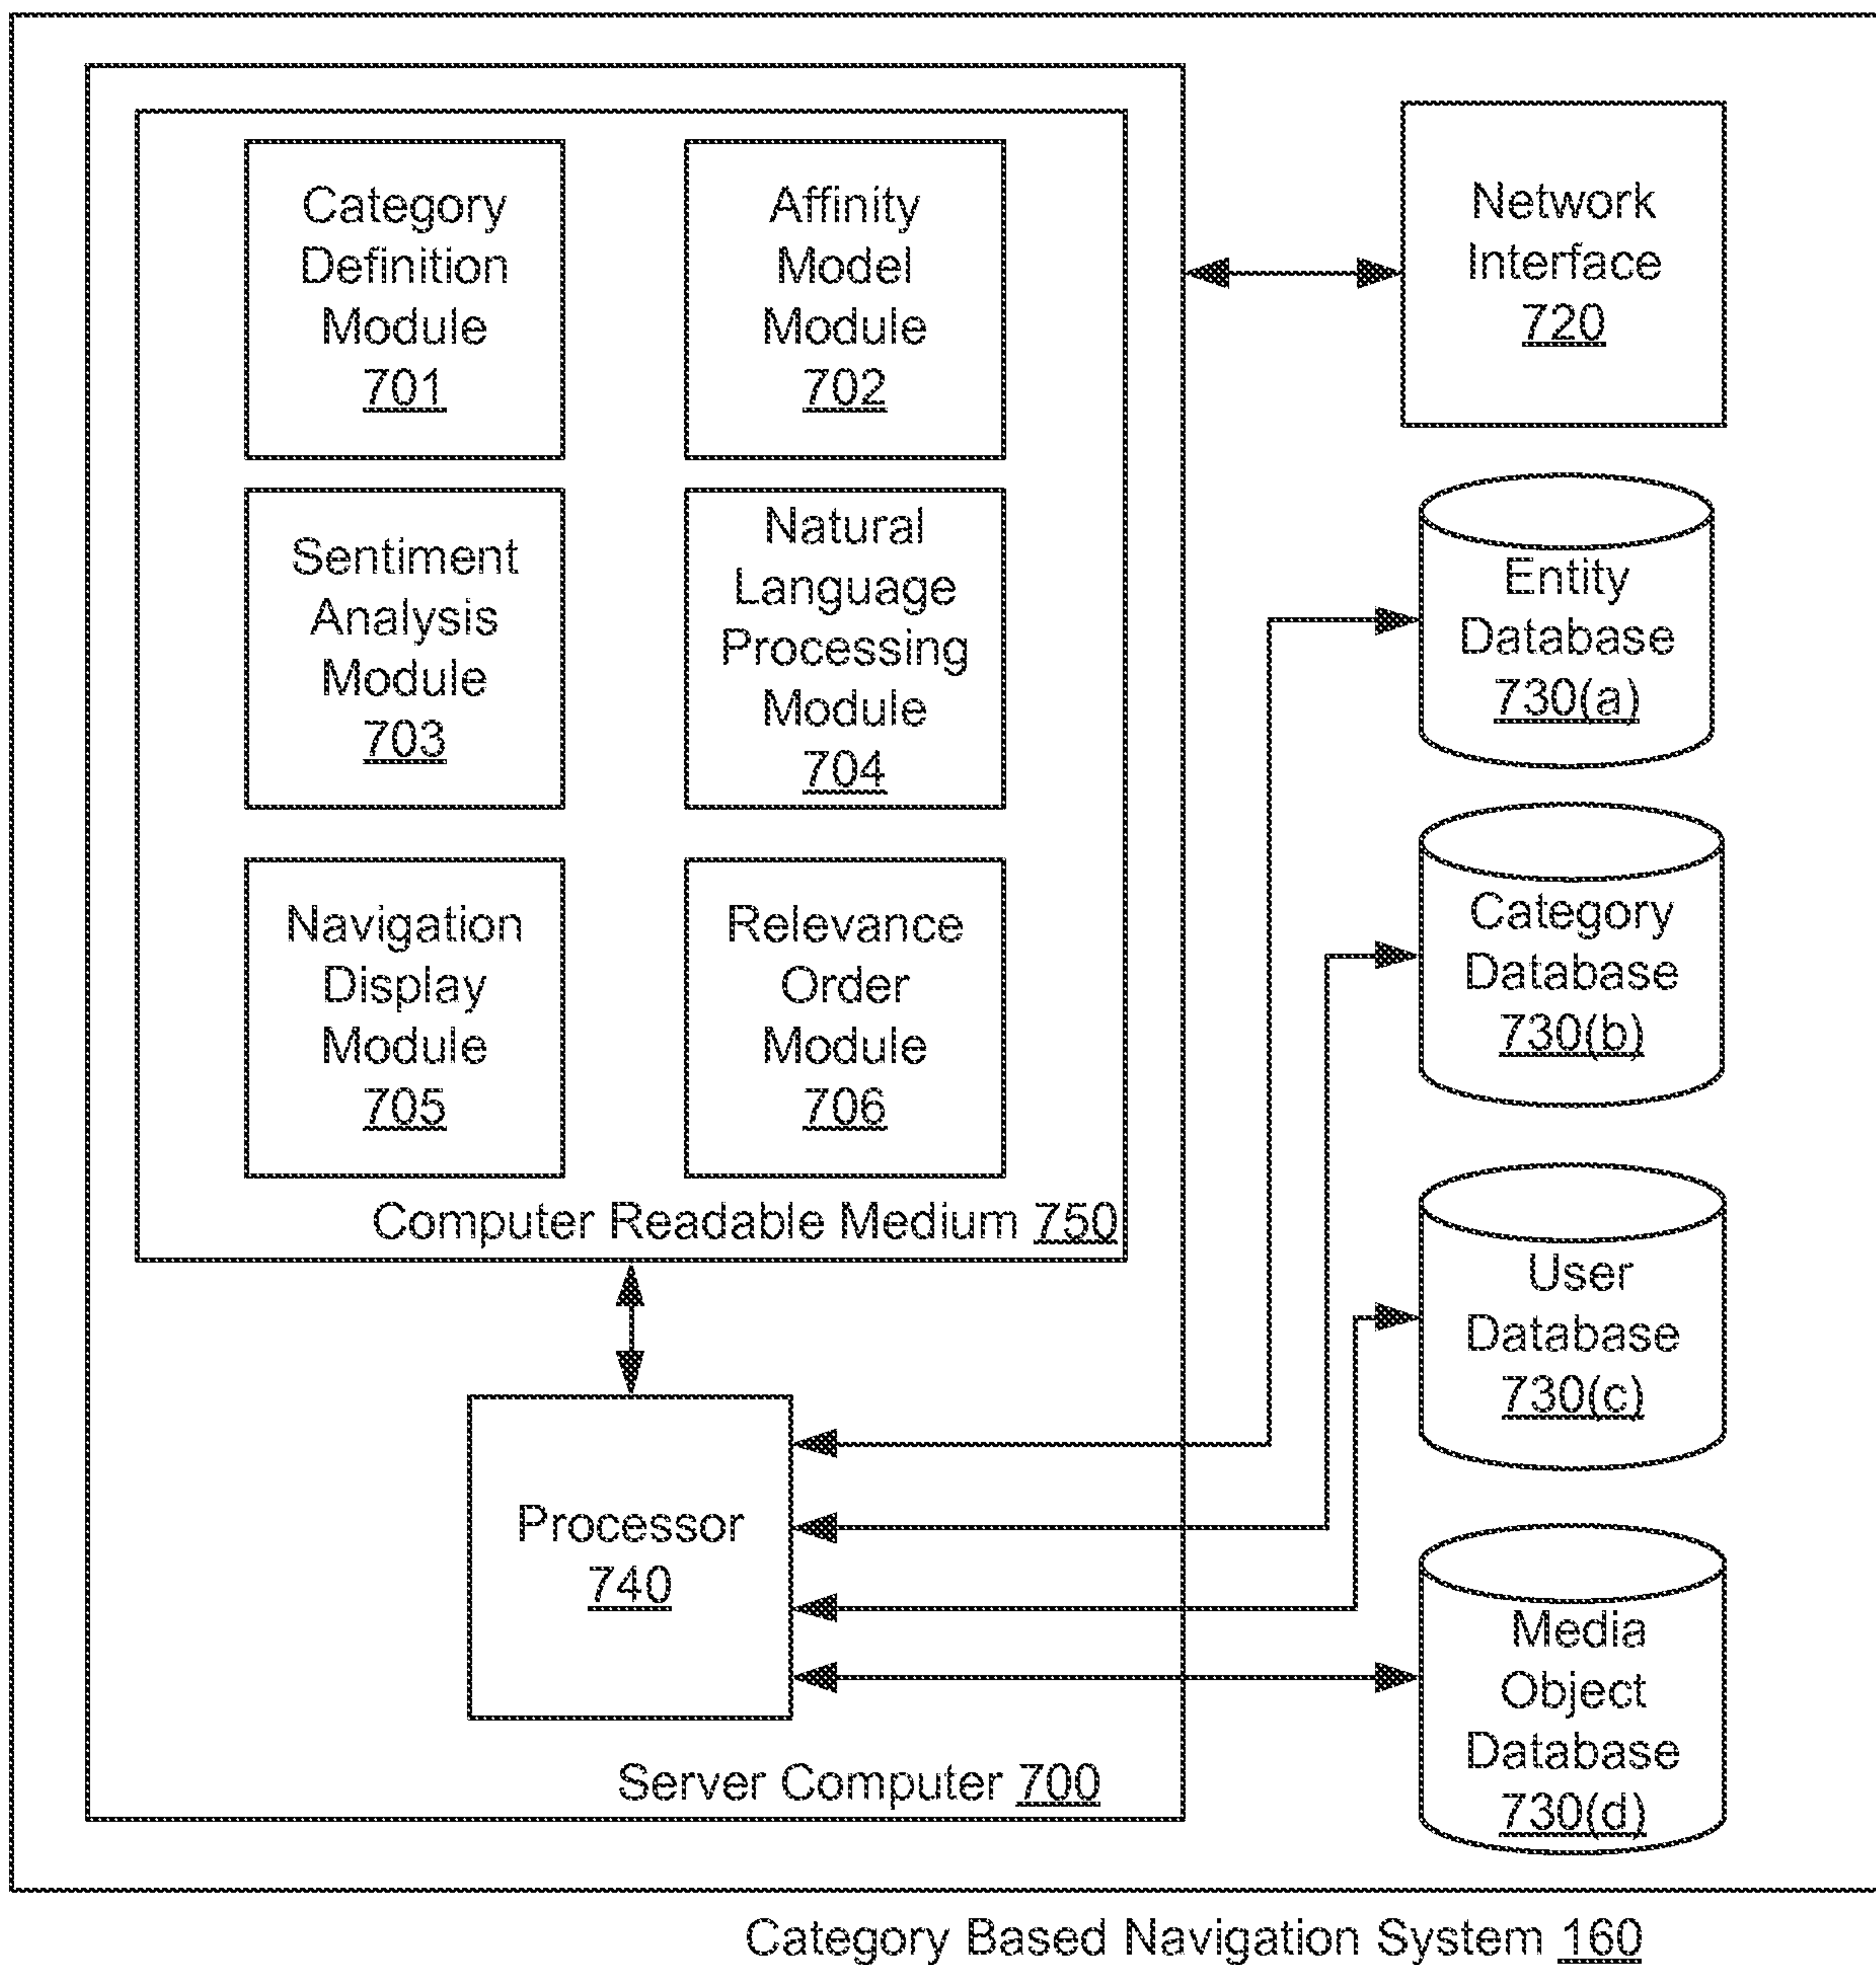 Category
Definition
Module
701
Affinity
Model
Module
702
Sentiment
Analysis
Module
703
Natural
Language
Processing
Module
704
Navigation
Display
Module
705
Relevance
Order
Module
706
Computer Readable Medium 750
Processor
740
Server Computer 700
Network
Interface
720
Entity
Database
730(a)
Category
Database
730(b)
User
Database
730(c)
Media
Object
Database
730(d)
Category Based Navigation System 160